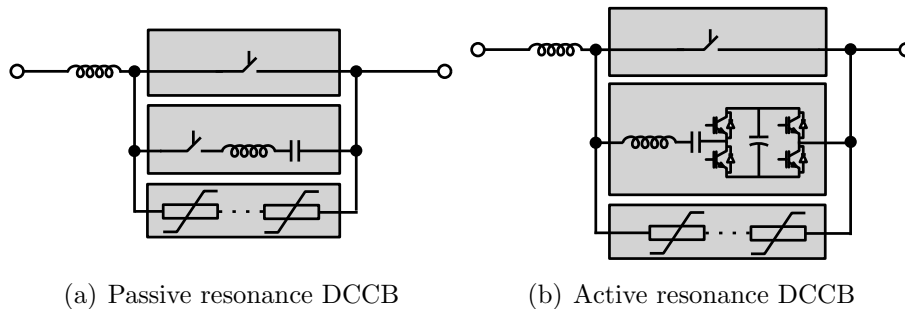 (a) Passive resonance DCCB
(b) Active resonance DCCB